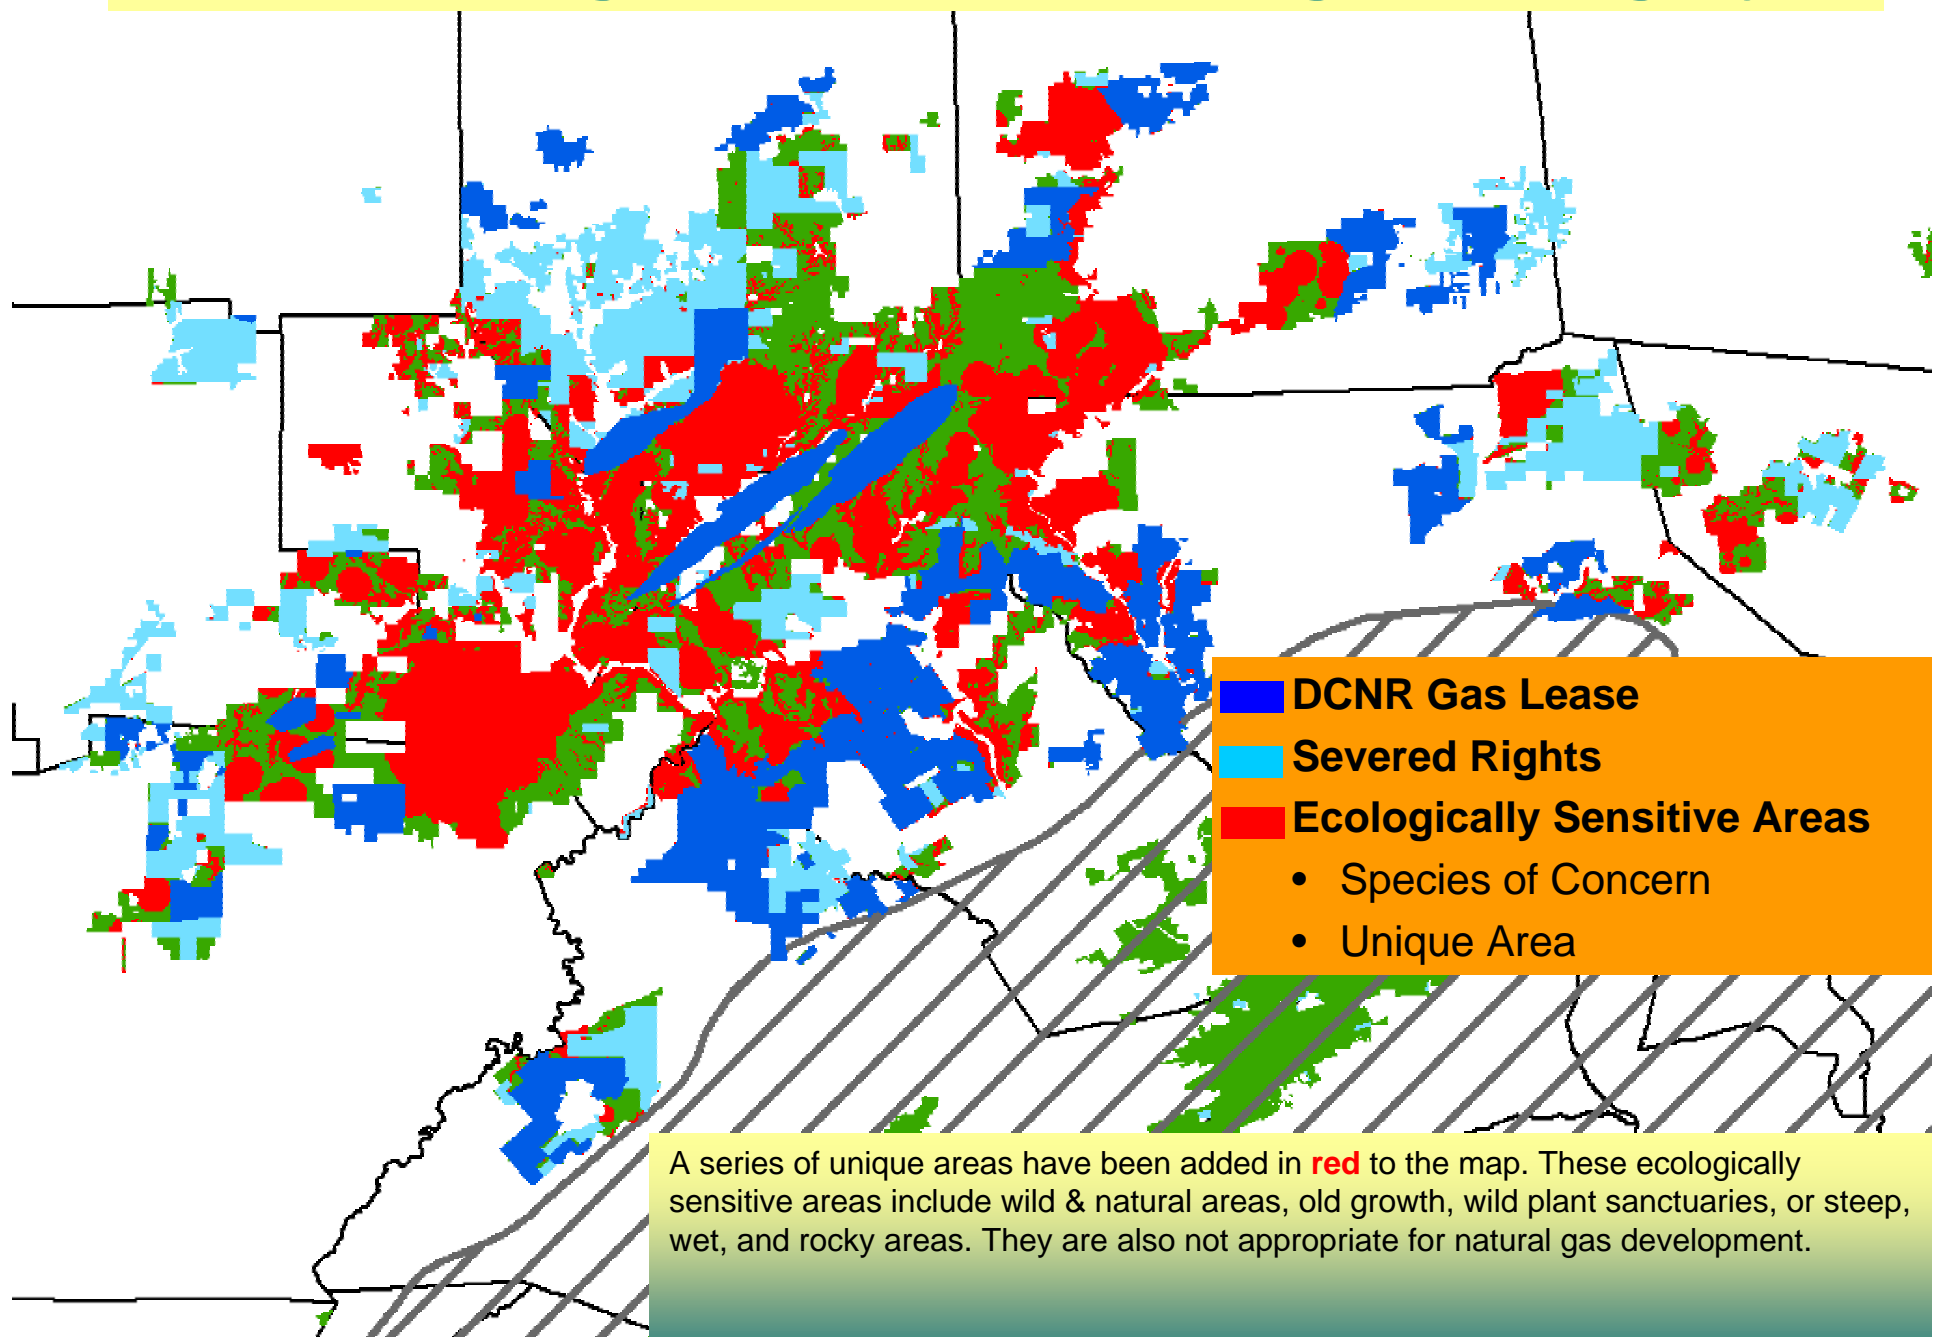 DCNR Gas Lease
Severed Rights
Ecologically Sensitive Areas
• Species of Concern
• Unique Area
A series of unique areas have been added in red to the map. These ecologically
sensitive areas include wild & natural areas, old growth, wild plant sanctuaries, or steep,
wet, and rocky areas. They are also not appropriate for natural gas development.